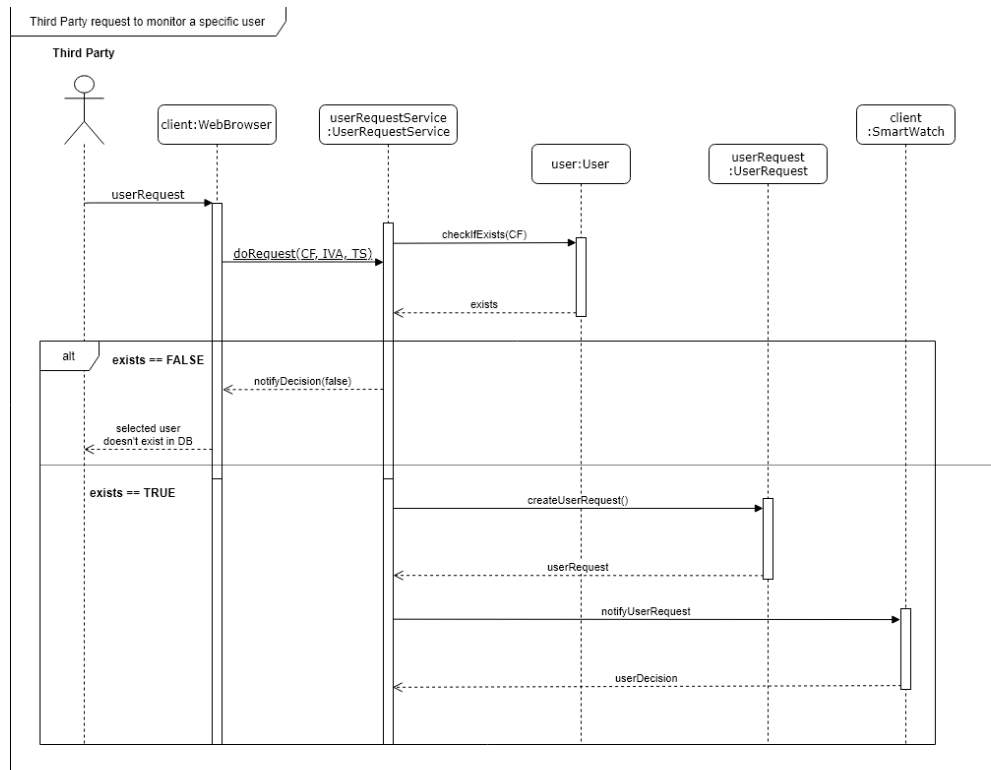 Third Party request to monitor a specific user
Third Party
client:WebBrowser
userRequestService
:UserRequestService
user:User
userRequest
:UserRequest
client
:SmartWatch
userRequest
checkIfExists(CF)
doRequest(CF, IVA, TS)
exists
alt
exists == FALSE
notifyDecision(false)
selected user
doesn't exist in DB
exists == TRUE
createUserRequest()
userRequest
notifyUserRequest
userDecision